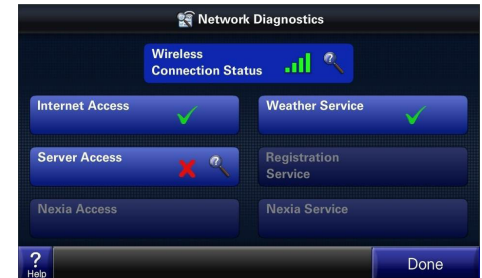 Network Diagnostics
Wireless
Connection Status
Internet Access
Weather Service
Server Access
Registration
Service
Nexia Access
Nexia Service
?
Help
Done